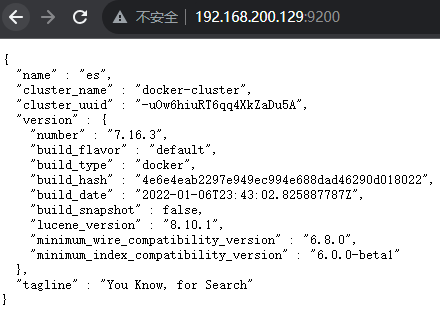 不安全 192.168.200.129:9200
{
"name" : "es",
"cluster_name" : "docker-cluster",
"cluster_uuid" : "-uOw6hiuRT6qq4XkZaDu5A",
"version" : {
"number" : "7.16.3",
"build_flavor" : "default",
"build_type" : "docker",
"build_hash" : "4e6e4eab2297e949ec994e688dad46290d018022",
"build_date" : "2022-01-06T23:43:02.825887787Z",
"build_snapshot" : false,
"lucene_version" : "8.10.1",
"minimum_wire_compatibility_version" : "6.8.0",
"minimum_index_compatibility_version" : "6.0.0-beta1"
},
"tagline" : "You Know, for Search"
}